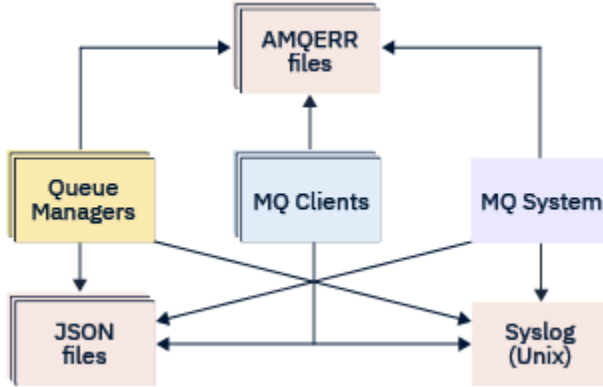 AMQERR
files
Queue
Managers
MQ Clients
MQ System
JSON
files
Syslog
(Unix)